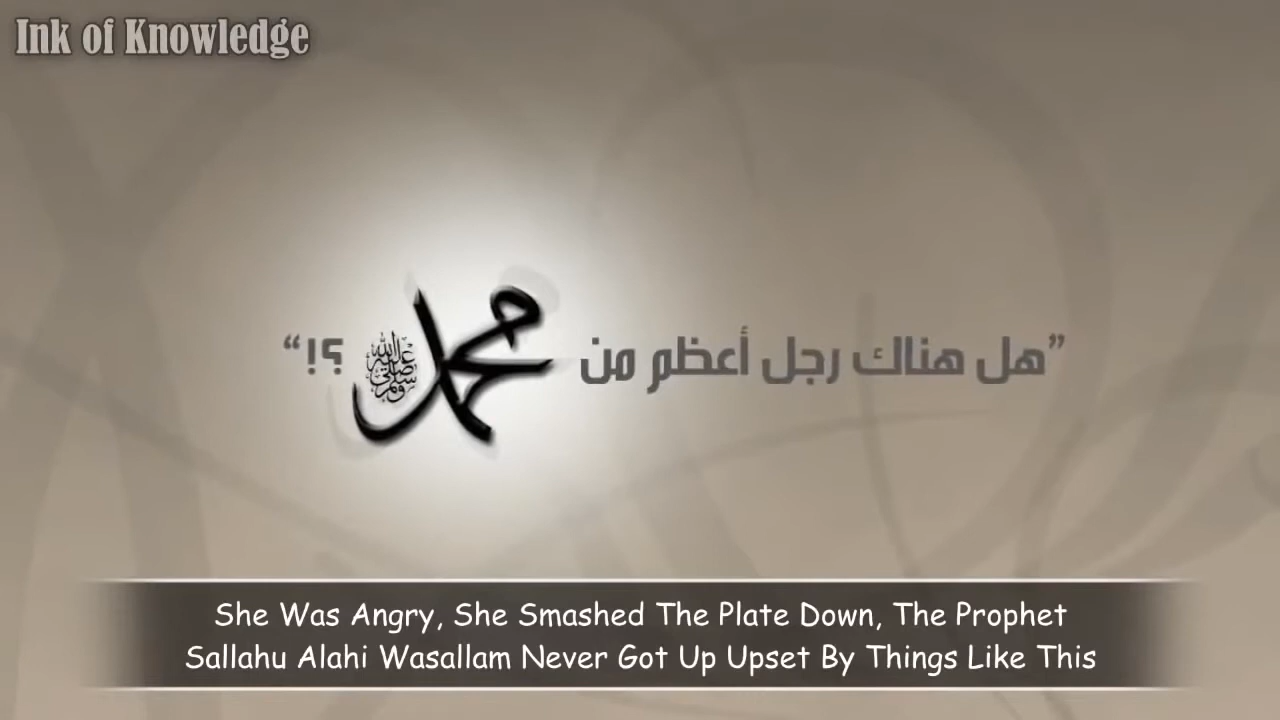 Ink of Knowledge
”هل هناك رجل أعظم من محمد ﷺ ؟!“
She Was Angry, She Smashed The Plate Down, The Prophet
Sallahu Alahi Wasallam Never Got Up Upset By Things Like This